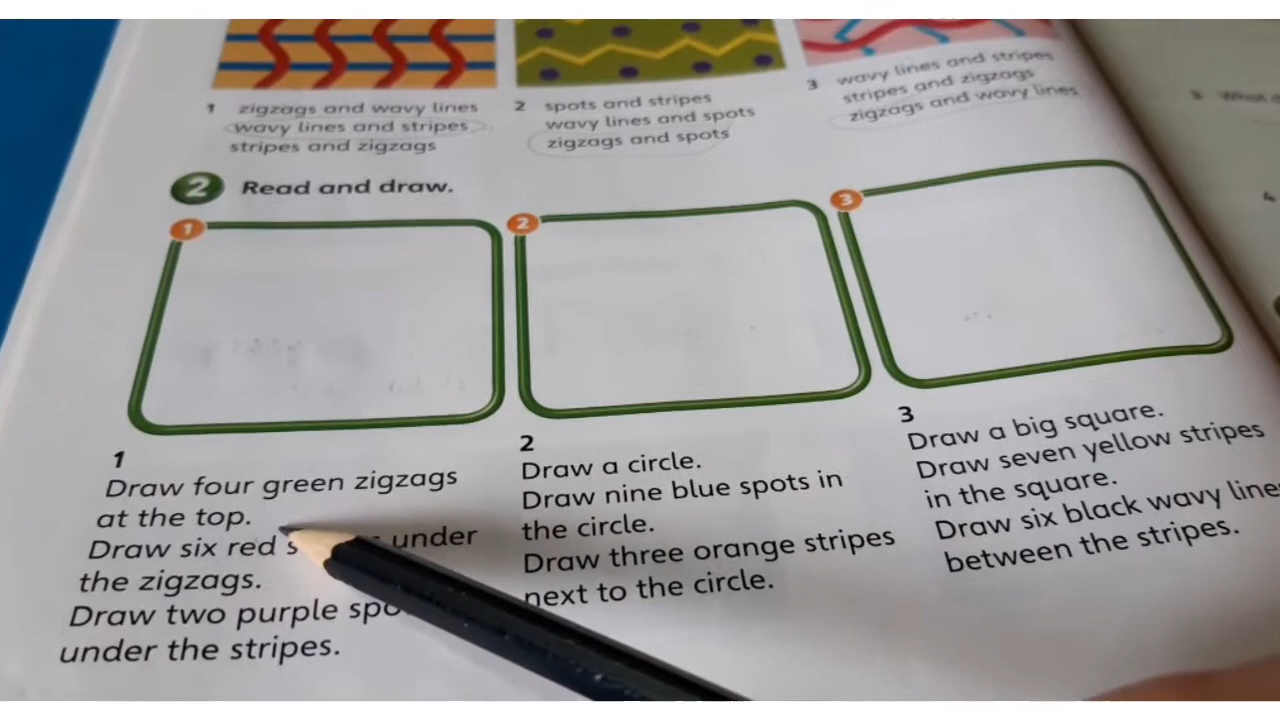 1 zigzags and wavy lines
wavy lines and stripes
stripes and zigzags
2 spots and stripes
wavy lines and spots
zigzags and spots
3 wavy lines and stripes
stripes and zigzags
zigzags and wavy lines
2 Read and draw.
1
2
3
1
Draw four green zigzags
at the top.
Draw six red under
the zigzags.
Draw two purple
under the stripes.
2
Draw a circle.
Draw nine blue spots in
the circle.
Draw three orange stripes
next to the circle.
3
Draw a big square.
Draw seven yellow stripes
in the square.
Draw six black wavy line
between the stripes.
3 What
4